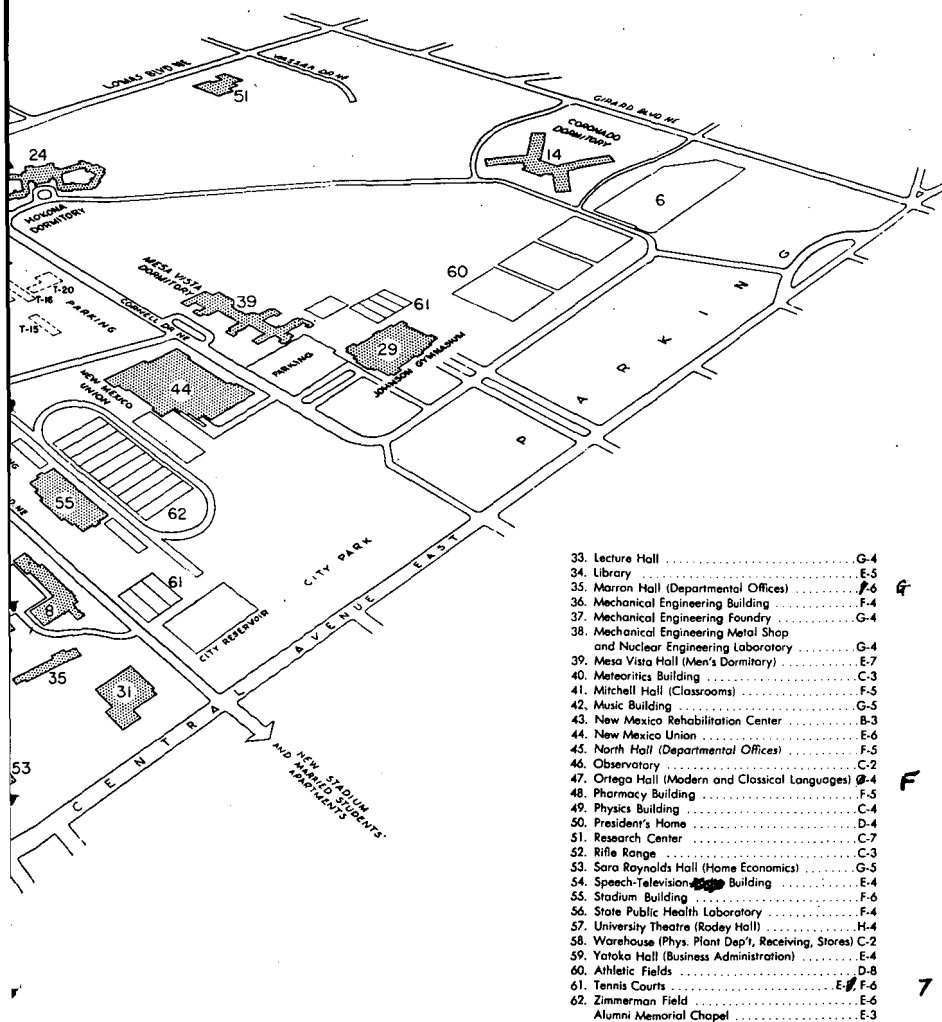 LOMAS BLVD NE
VASSAR DR NE
51
GIRARD BLVD NE
CORONADO
DORMITORY
14
24
HOKONA
DORMITORY
6
MESA VISTA
DORMITORY
39
60
61
T-20
T-16
T-15
PARKING
CORNELL DR NE
29
JOHNSON GYMNASIUM
PARKING
PARKING
NEW MEXICO
UNION
44
55
62
CITY PARK
61
CITY RESERVOIR
8
35
31
53
CENTRAL AVENUE EAST
NEW STADIUM
AND MARRIED STUDENTS'
APARTMENTS
33. Lecture Hall ........ G-4
34. Library ........ E-5
35. Marron Hall (Departmental Offices) ........ -6 G
36. Mechanical Engineering Building ........ F-4
37. Mechanical Engineering Foundry ........ G-4
38. Mechanical Engineering Metal Shop
and Nuclear Engineering Laboratory ........ G-4
39. Mesa Vista Hall (Men's Dormitory) ........ E-7
40. Meteoritics Building ........ C-3
41. Mitchell Hall (Classrooms) ........ F-5
42. Music Building ........ G-5
43. New Mexico Rehabilitation Center ........ B-3
44. New Mexico Union ........ E-6
45. North Hall (Departmental Offices) ........ F-5
46. Observatory ........ C-2
47. Ortega Hall (Modern and Classical Languages) -4 F
48. Pharmacy Building ........ F-5
49. Physics Building ........ C-4
50. President's Home ........ D-4
51. Research Center ........ C-7
52. Rifle Range ........ C-3
53. Sara Raynolds Hall (Home Economics) ........ G-5
54. Speech-Television Building ........ E-4
55. Stadium Building ........ F-6
56. State Public Health Laboratory ........ F-4
57. University Theatre (Rodey Hall) ........ H-4
58. Warehouse (Phys. Plant Dep't, Receiving, Stores) C-2
59. Yatoka Hall (Business Administration) ........ E-4
60. Athletic Fields ........ D-8
61. Tennis Courts ........ E-, F-6 7
62. Zimmerman Field ........ E-6
Alumni Memorial Chapel ........ E-3